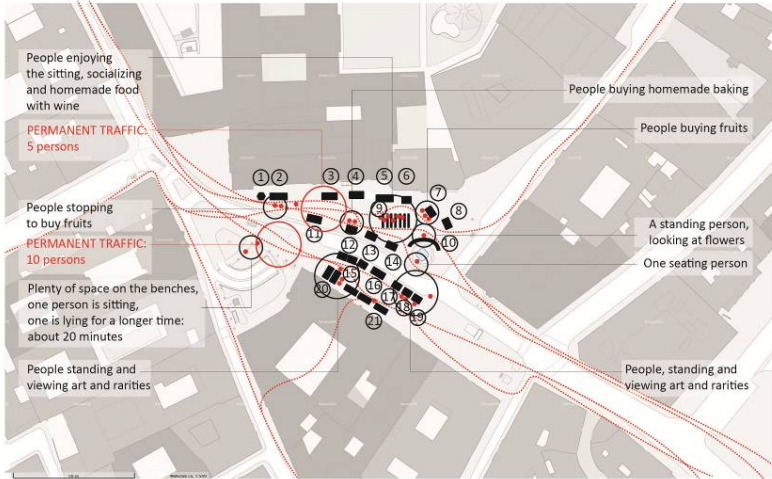 People enjoying
the sitting, socializing
and homemade food
with wine
PERMANENT TRAFFIC:
5 persons
People stopping
to buy fruits
PERMANENT TRAFFIC:
10 persons
Plenty of space on the benches,
one person is sitting,
one is lying for a longer time:
about 20 minutes
People standing and
viewing art and rarities
People buying homemade baking
People buying fruits
A standing person,
looking at flowers
One seating person
People, standing and
viewing art and rarities
1 2 3 4 5 6 7 8
9 10 11
12 13 14
15 16 17 18 19
20 21